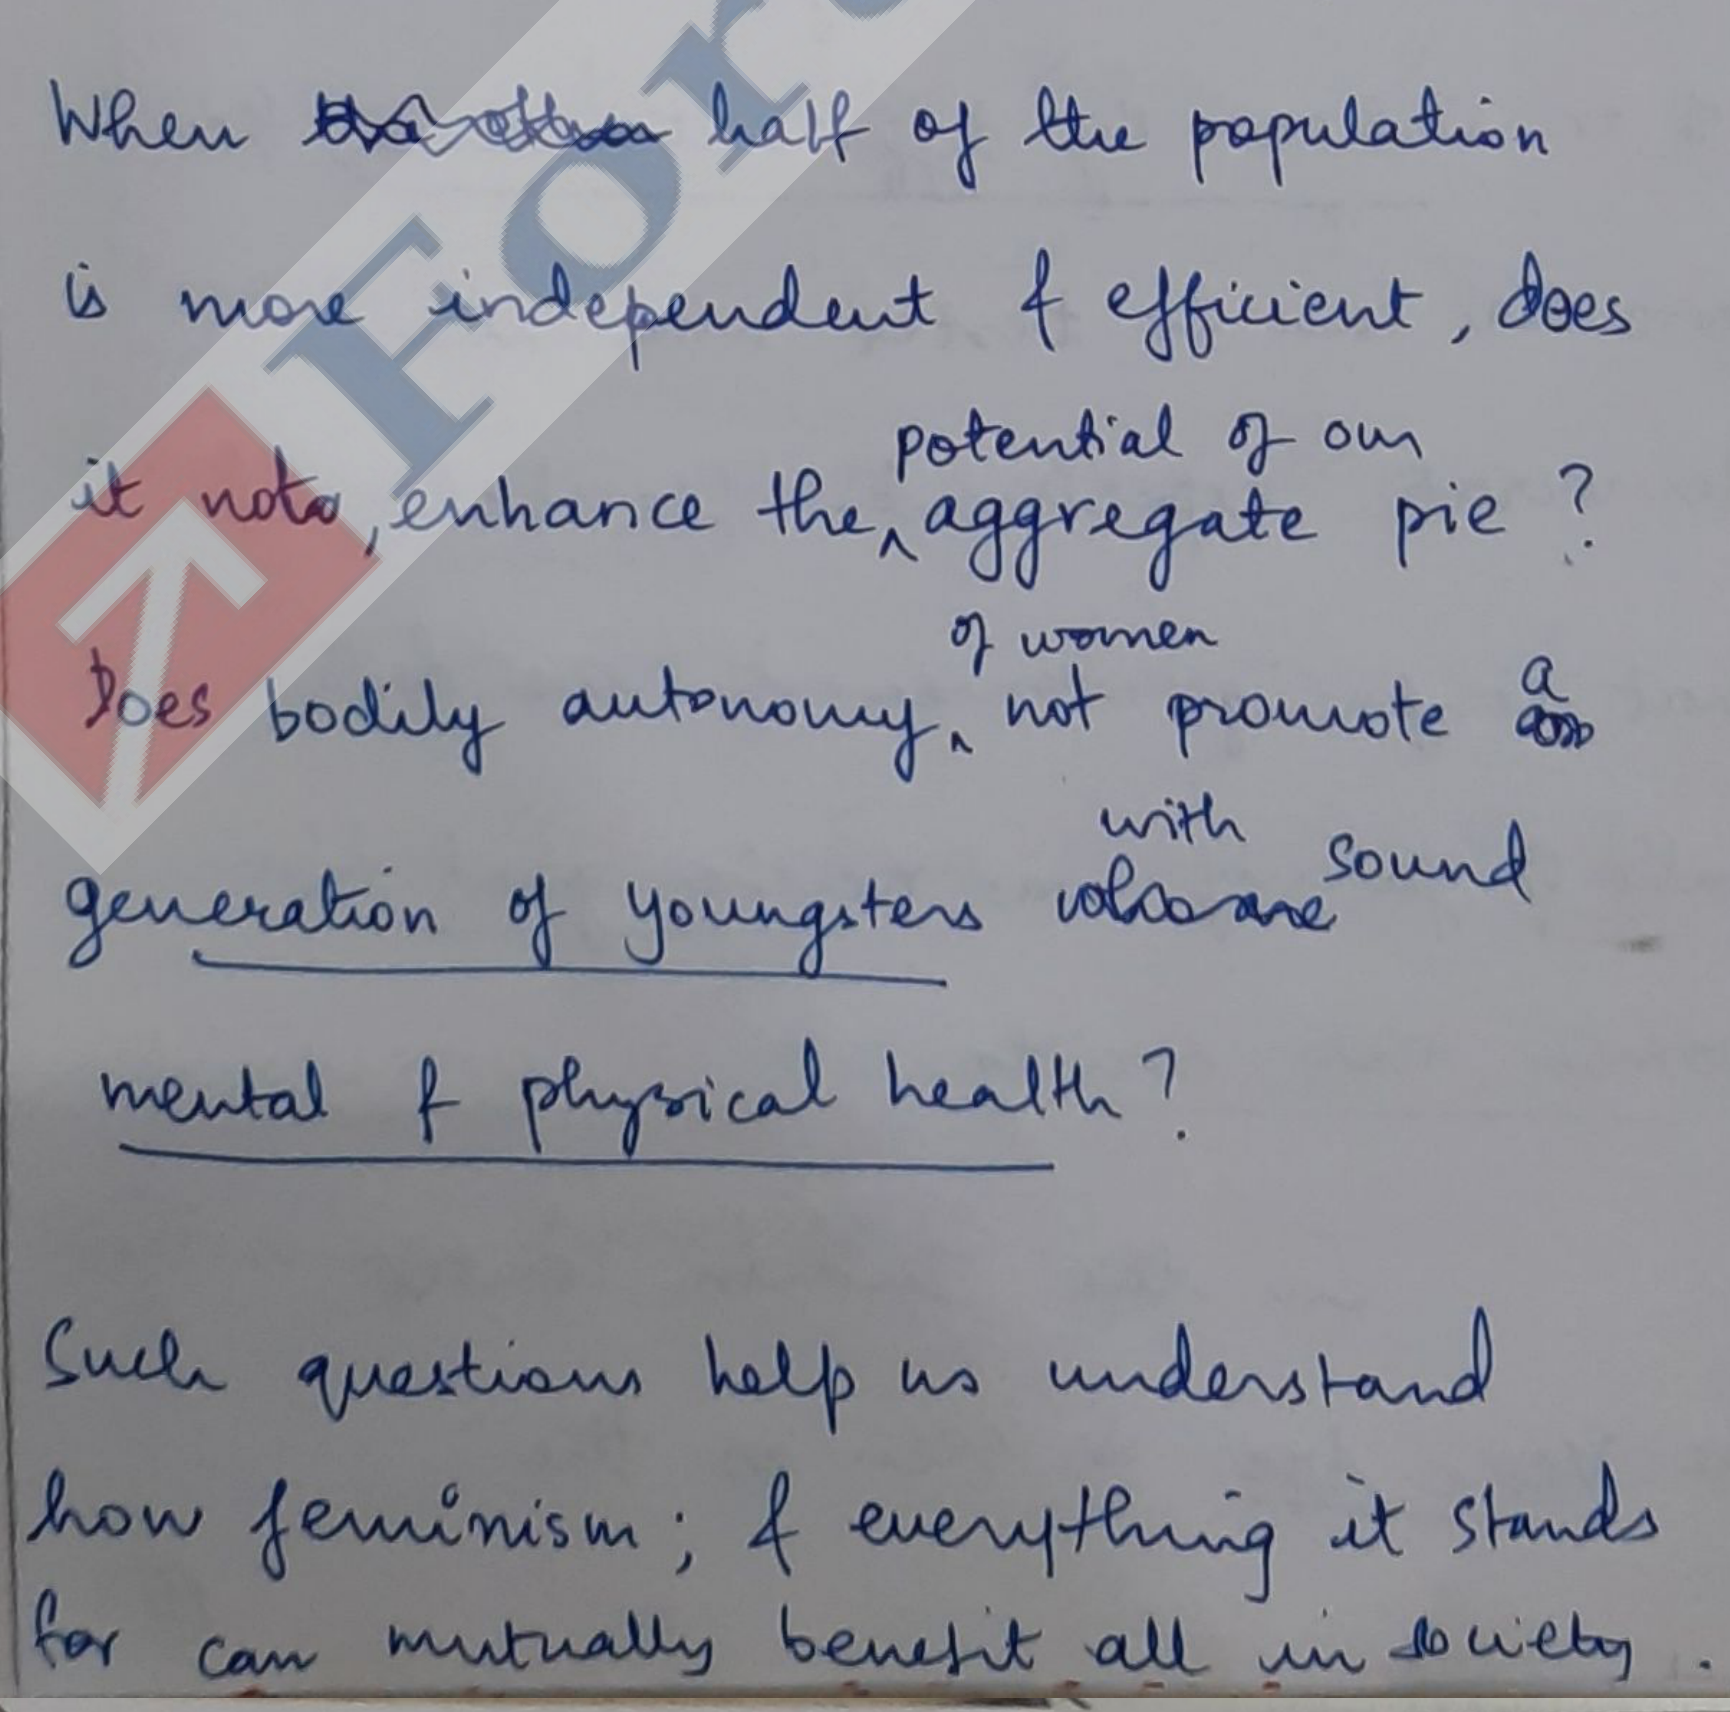 When half of the population
is more independent & efficient, does
it not, enhance the potential of our aggregate pie ?
Does bodily autonomy of women not promote a
generation of youngsters with sound
mental & physical health ?
Such questions help us understand
how feminism ; & everything it stands
for can mutually benefit all in society .
For